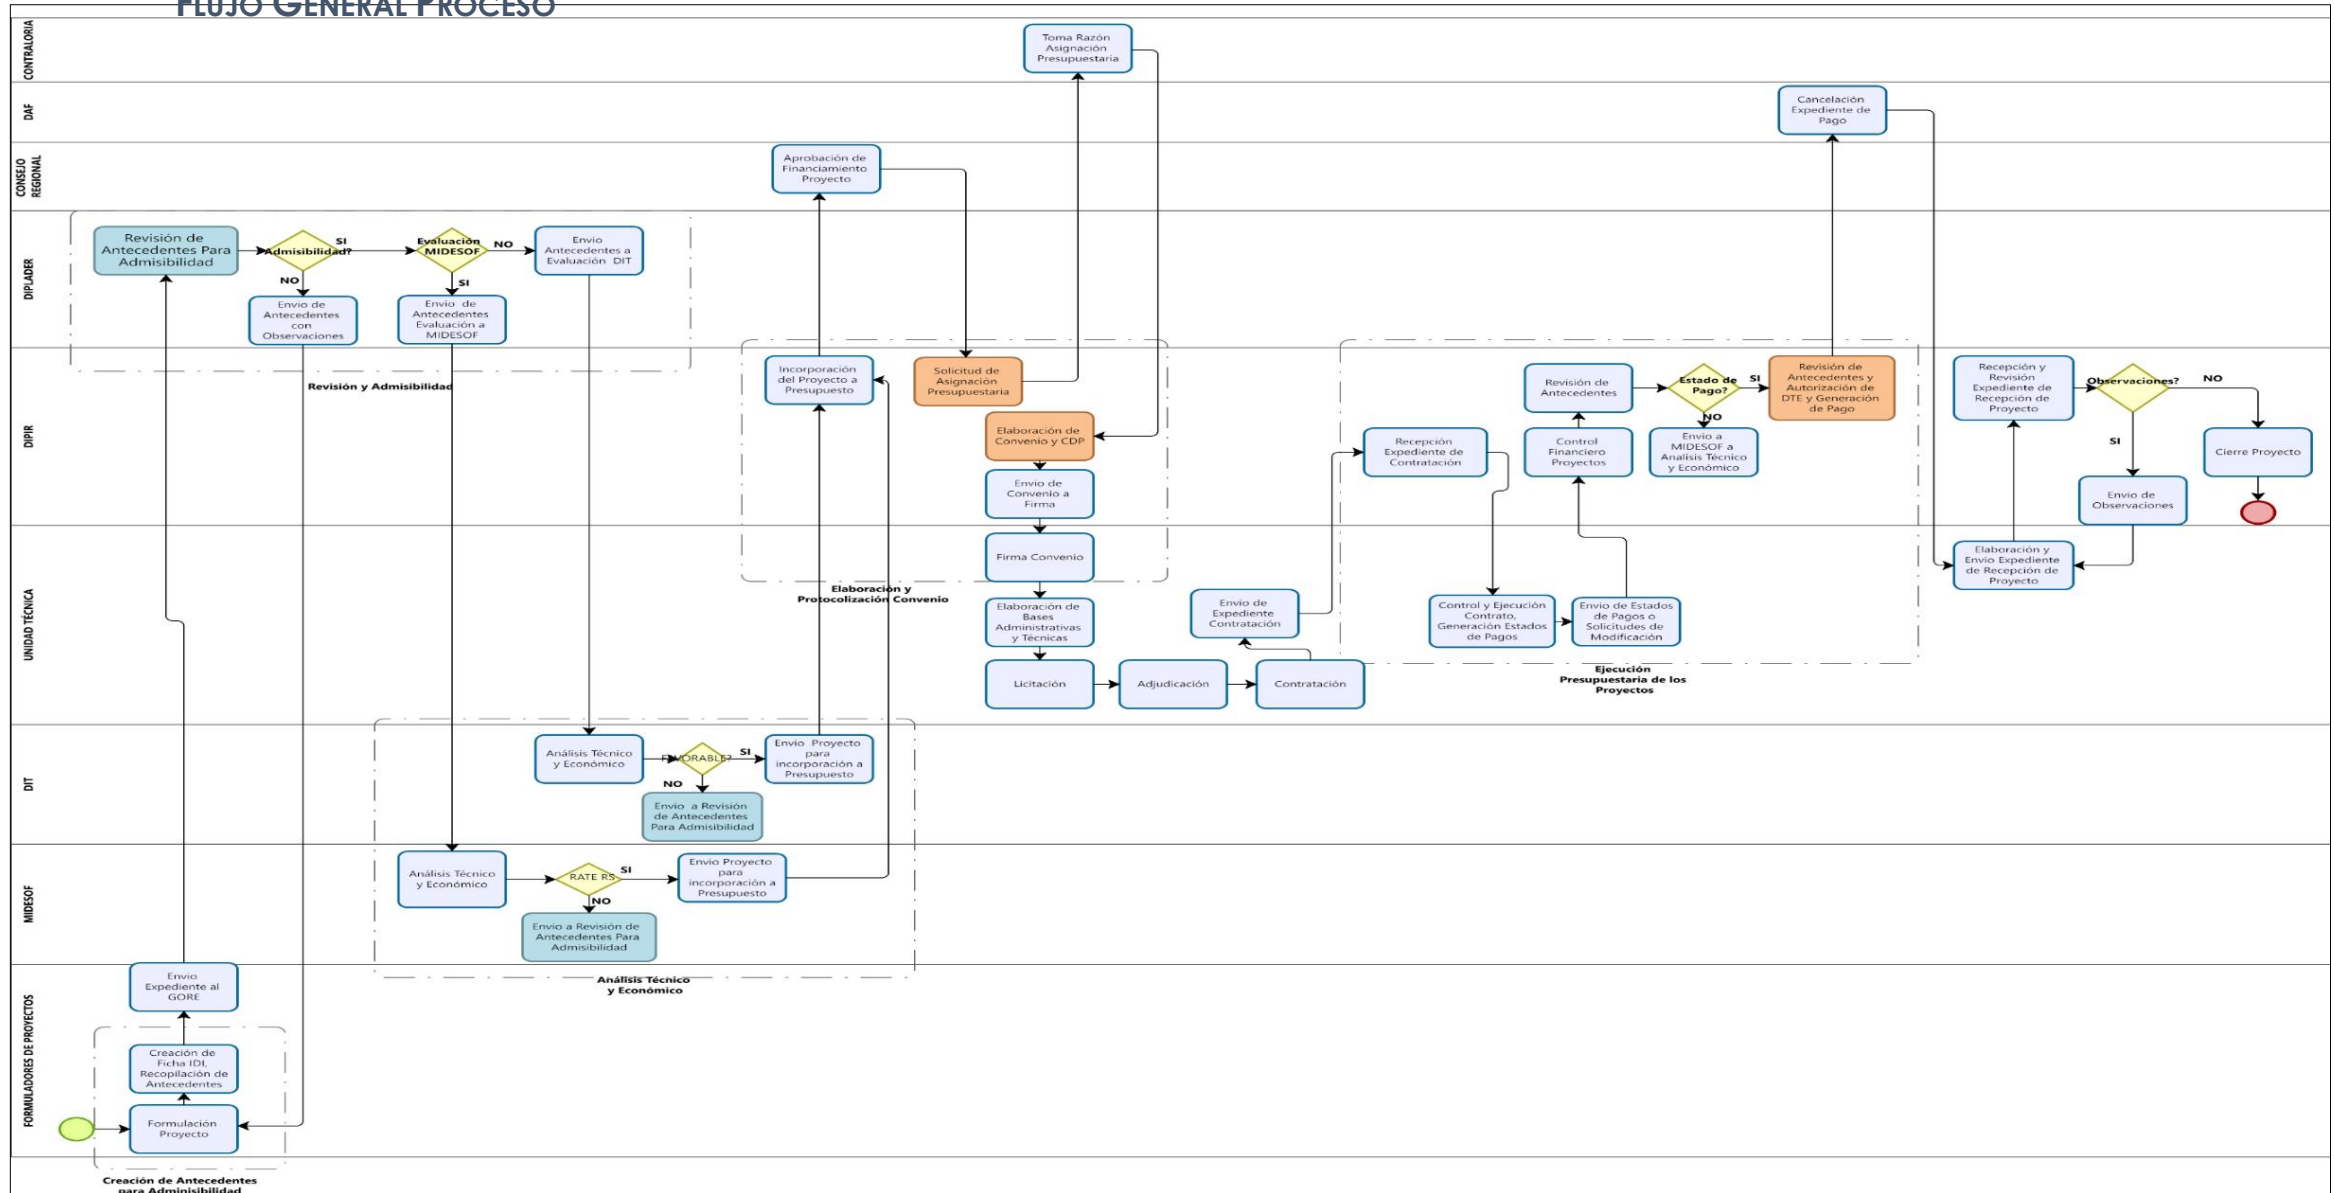 FLUJO GENERAL PROCESO
CONTRALORIA
Toma Razón
Asignación
Presupuestaria
DAF
Cancelación
Expediente de
Pago
CONSEJO
REGIONAL
Aprobación de
Financiamiento
Proyecto
DIPLADER
Revisión de
Antecedentes Para
Admisibilidad
Admisibilidad?
SI
NO
Envio de
Antecedentes
con
Observaciones
Evaluación
MIDESOF
NO
SI
Envio de
Antecedentes
Evaluación a
MIDESOF
Envio
Antecedentes a
Evaluación DIT
Revisión y Admisibilidad
DIPIR
Incorporación
del Proyecto a
Presupuesto
Solicitud de
Asignación
Presupuestaria
Elaboración de
Convenio y CDP
Envio de
Convenio a
Firma
Recepción
Expediente de
Contratación
Revisión de
Antecedentes
Control
Financiero
Proyectos
Estado de
Pago?
SI
NO
Envio a
MIDESOF a
Analisis Técnico
y Económico
Revisión de
Antecedentes y
Autorización de
DTE y Generación
de Pago
Recepción y
Revisión
Expediente de
Recepción de
Proyecto
Observaciones?
NO
SI
Envio de
Observaciones
Cierre Proyecto
UNIDAD TÉCNICA
Firma Convenio
Elaboración y
Protocolización Convenio
Elaboración de
Bases
Administrativas
y Técnicas
Licitación
Adjudicación
Contratación
Envio de
Expediente
Contratación
Control y Ejecución
Contrato,
Generación Estados
de Pagos
Envio de Estados
de Pagos o
Solicitudes de
Modificación
Ejecución
Presupuestaria de los
Proyectos
Elaboración y
Envio Expediente
de Recepción de
Proyecto
DIT
Análisis Técnico
y Económico
FAVORABLE?
SI
NO
Envio a Revisión
de Antecedentes
Para Admisibilidad
Envio Proyecto
para
incorporación a
Presupuesto
MIDESOF
Análisis Técnico
y Económico
RATE RS
SI
NO
Envio a Revisión de
Antecedentes Para
Admisibilidad
Envio Proyecto
para
incorporación a
Presupuesto
Análisis Técnico
y Económico
FORMULADORES DE PROYECTOS
Envio
Expediente al
GORE
Creación de
Ficha IDI,
Recopilación de
Antecedentes
Formulación
Proyecto
Creación de Antecedentes
para Adminisibilidad